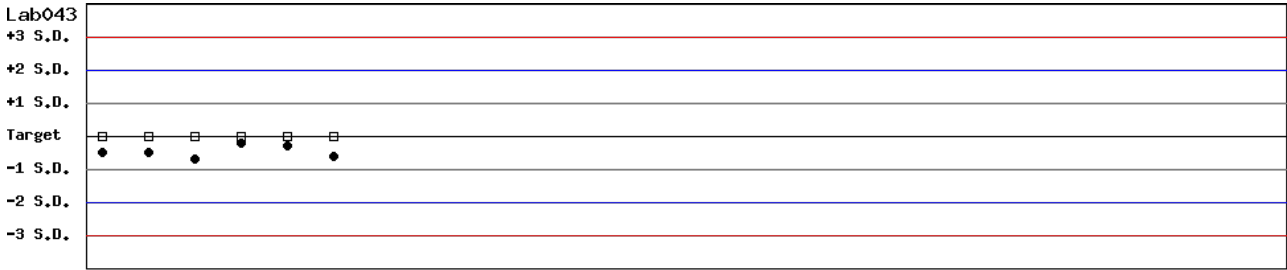 Lab043
+3 S.D.
+2 S.D.
+1 S.D.
Target
-1 S.D.
-2 S.D.
-3 S.D.